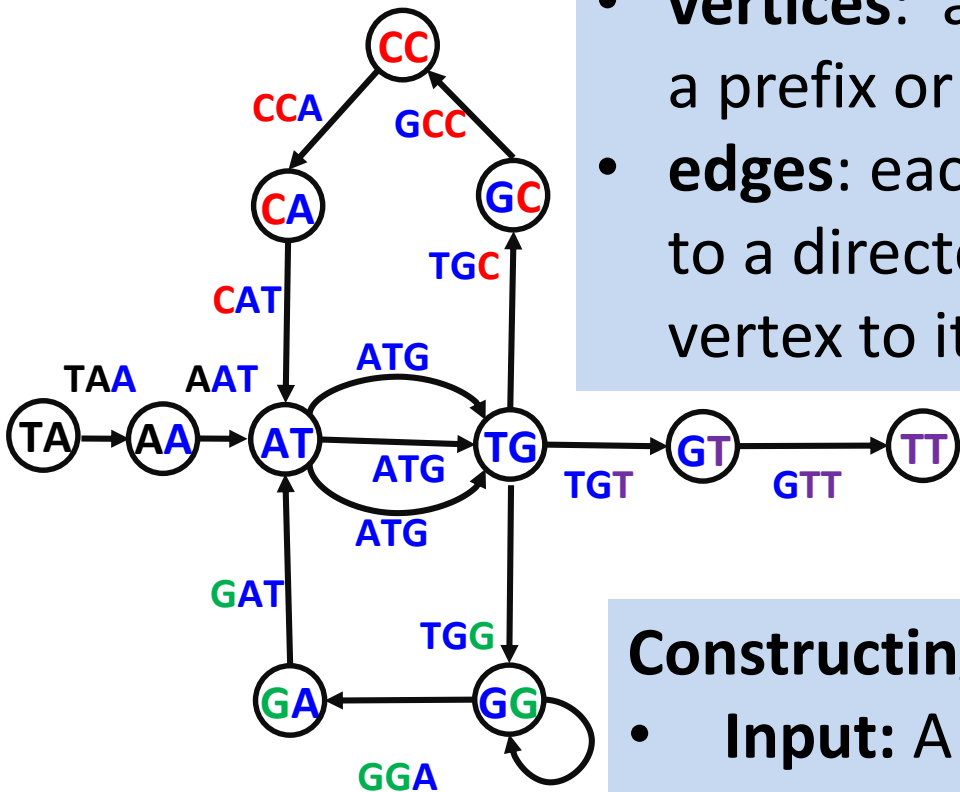 • vertices: a
a prefix or
• edges: eac
to a directe
vertex to it
CC
CCA
GCC
CA
GC
TGC
CAT
ATG
TAA
AAT
TA
AA
AT
TG
GT
TT
ATG
TGT
GTT
ATG
GAT
TGG
GA
GG
GGA
Constructin
• Input: A